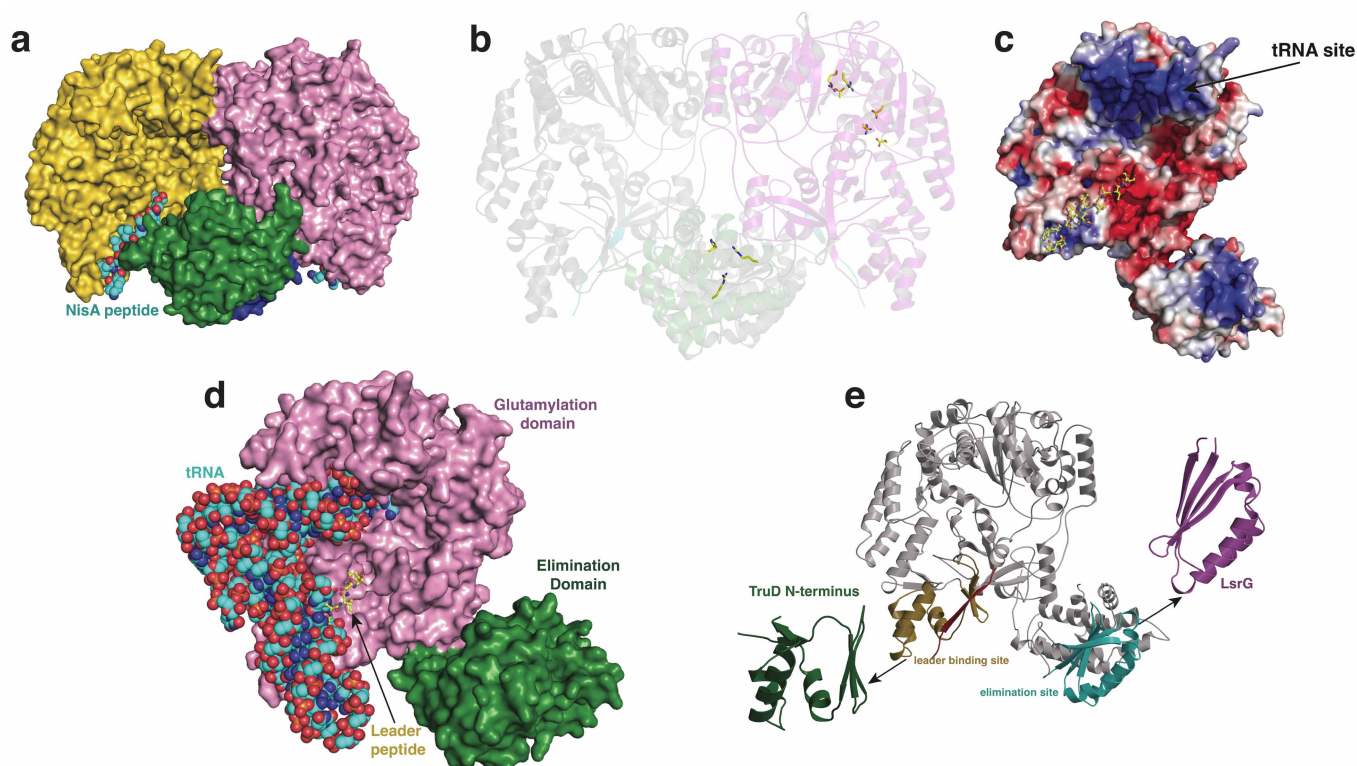 a
b
c
tRNA site
NisA peptide
d
Glutamylation
domain
tRNA
Elimination
Domain
Leader
peptide
e
LsrG
TruD N-terminus
leader binding site
elimination site